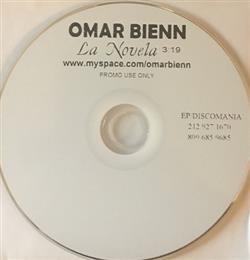 OMAR BIENN
La Novela 3:19
www.myspace.com/omarbienn
PROMO USE ONLY
EP/DISCOMANIA
212 927 1670
809 685 9685